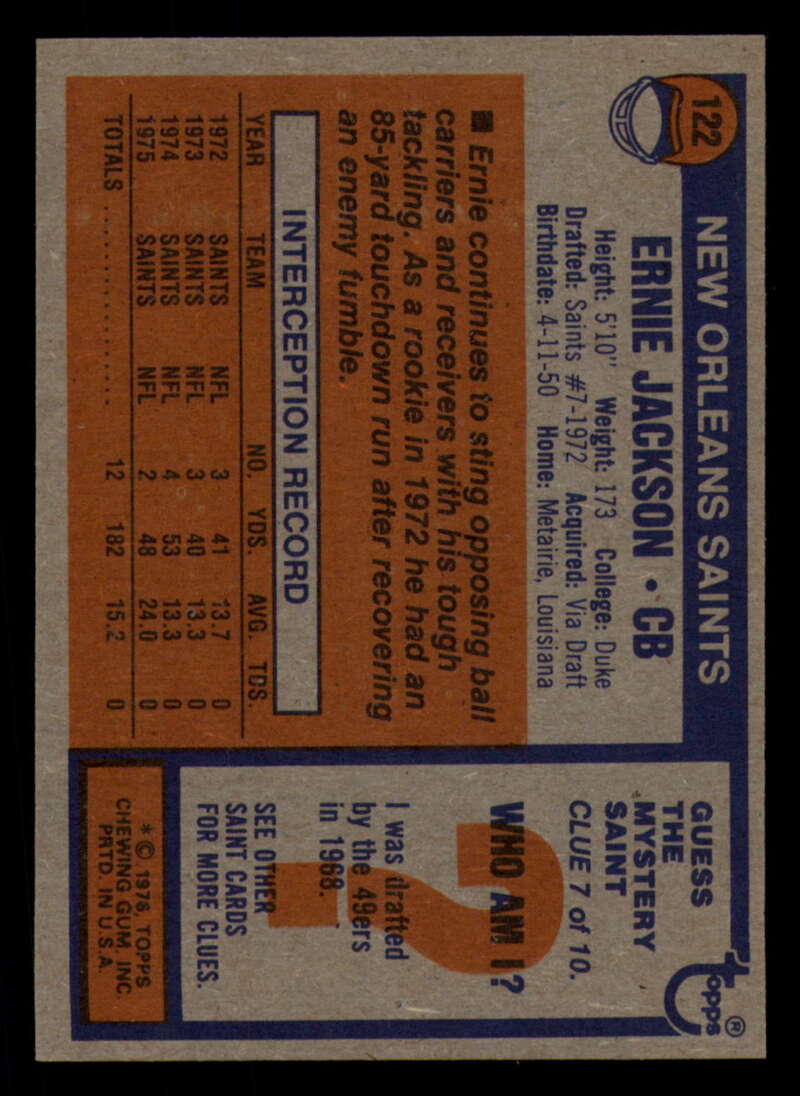 122
NEW ORLEANS SAINTS
ERNIE JACKSON • CB
Height: 5'10" Weight: 173 College: Duke
Drafted: Saints #7-1972 Acquired: Via Draft
Birthdate: 4-11-50 Home: Metairie, Louisiana
■ Ernie continues to sting opposing ball
carriers and receivers with his tough
tackling. As a rookie in 1972 he had an
85-yard touchdown run after recovering
an enemy fumble.
INTERCEPTION RECORD
YEAR TEAM NO. YDS. AVG. TDS.
1972 SAINTS NFL 3 41 13.7 0
1973 SAINTS NFL 3 40 13.3 0
1974 SAINTS NFL 4 53 13.3 0
1975 SAINTS NFL 2 48 24.0 0
TOTALS .......... 12 182 15.2 0
topps®
GUESS
THE
MYSTERY
SAINT
CLUE 7 of 10.
?
WHO AM I?
I was drafted
by the 49ers
in 1968.
SEE OTHER
SAINT CARDS
FOR MORE CLUES.
* © 1976, TOPPS
CHEWING GUM, INC.
PRTD. IN U.S.A.